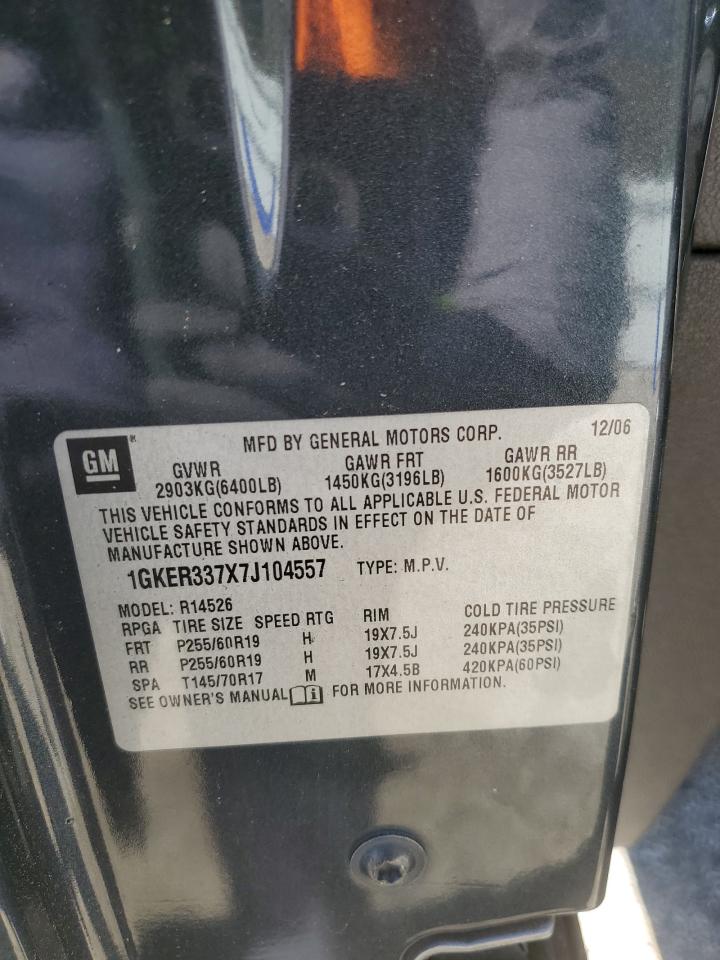 GM®
MFD BY GENERAL MOTORS CORP. 12/06
GVWR GAWR FRT GAWR RR
2903KG(6400LB) 1450KG(3196LB) 1600KG(3527LB)
THIS VEHICLE CONFORMS TO ALL APPLICABLE U.S. FEDERAL MOTOR
VEHICLE SAFETY STANDARDS IN EFFECT ON THE DATE OF
MANUFACTURE SHOWN ABOVE.
1GKER337X7J104557 TYPE: M.P.V.
MODEL: R14526
RPGA TIRE SIZE SPEED RTG RIM COLD TIRE PRESSURE
FRT P255/60R19 H 19X7.5J 240KPA(35PSI)
RR P255/60R19 H 19X7.5J 240KPA(35PSI)
SPA T145/70R17 M 17X4.5B 420KPA(60PSI)
SEE OWNER'S MANUAL i FOR MORE INFORMATION.